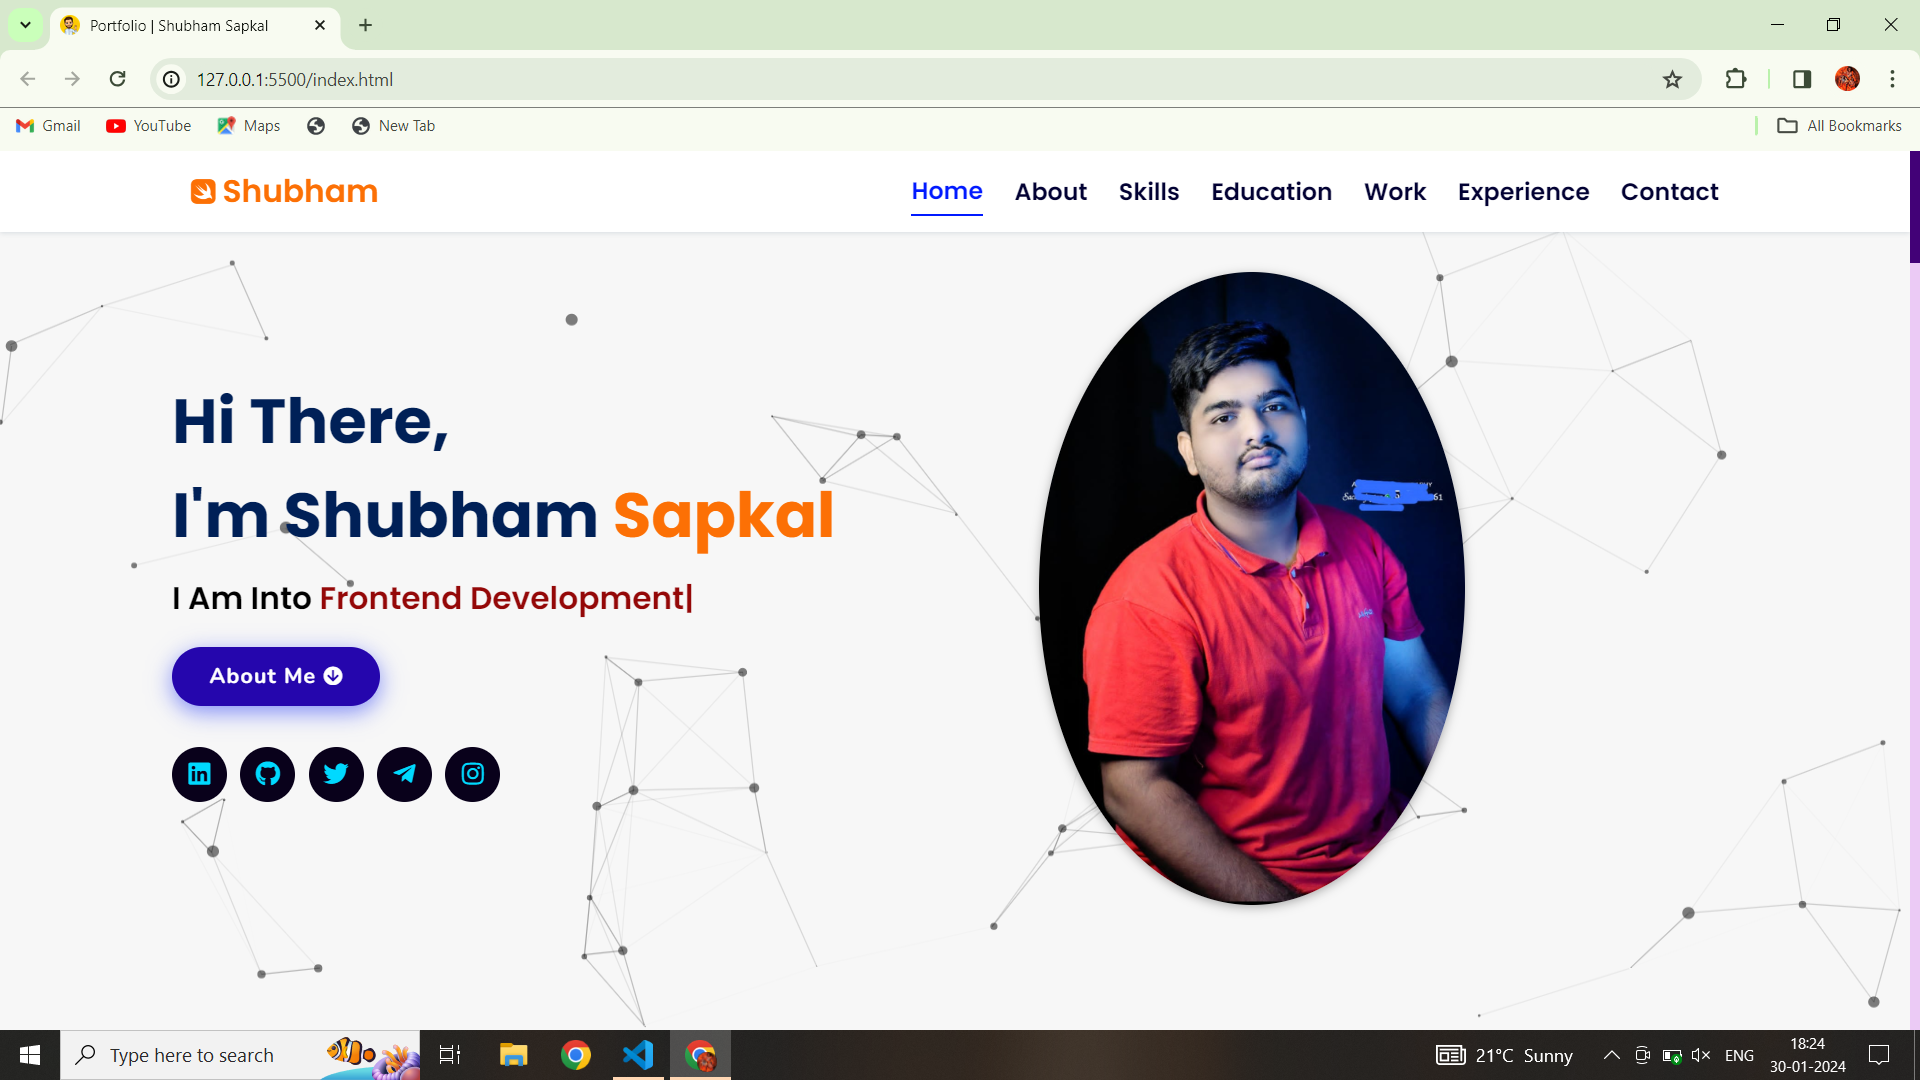 Portfolio | Shubham Sapkal
127.0.0.1:5500/index.html
Gmail
YouTube
Maps
New Tab
All Bookmarks
Shubham
Home
About
Skills
Education
Work
Experience
Contact
Hi There,
I'm Shubham Sapkal
I Am Into Frontend Development|
About Me
Type here to search
21°C Sunny
ENG
18:24
30-01-2024